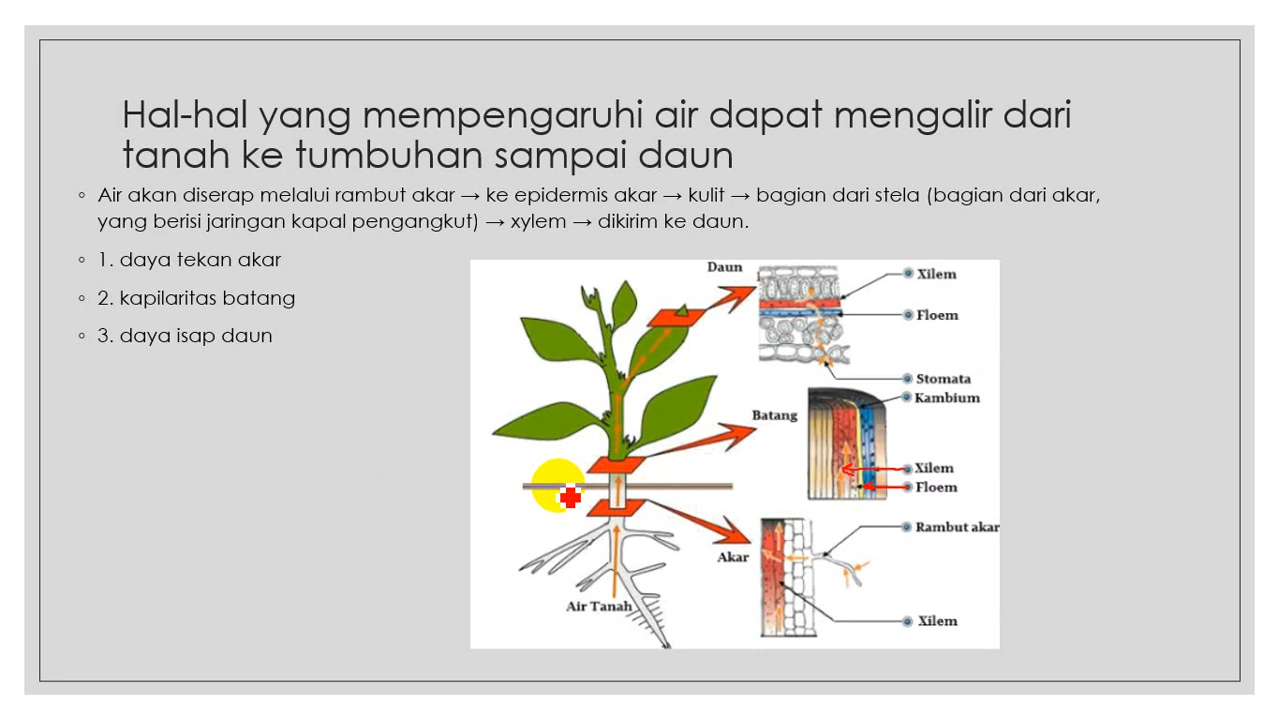 Hal-hal yang mempengaruhi air dapat mengalir dari
tanah ke tumbuhan sampai daun
◦ Air akan diserap melalui rambut akar → ke epidermis akar → kulit → bagian dari stela (bagian dari akar,
yang berisi jaringan kapal pengangkut) → xylem → dikirim ke daun.
◦ 1. daya tekan akar
◦ 2. kapilaritas batang
◦ 3. daya isap daun
Daun
Xilem
Floem
Stomata
Kambium
Batang
Xilem
Floem
Rambut akar
Akar
Air Tanah
Xilem